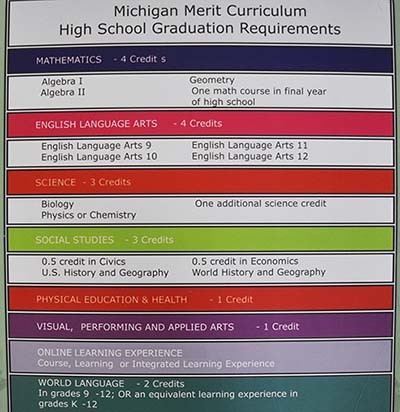 Michigan Merit Curriculum
High School Graduation Requirements
MATHEMATICS - 4 Credit s
Algebra I Geometry
Algebra II One math course in final year
of high school
ENGLISH LANGUAGE ARTS - 4 Credits
English Language Arts 9 English Language Arts 11
English Language Arts 10 English Language Arts 12
SCIENCE - 3 Credits
Biology One additional science credit
Physics or Chemistry
SOCIAL STUDIES - 3 Credits
0.5 credit in Civics 0.5 credit in Economics
U.S. History and Geography World History and Geography
PHYSICAL EDUCATION & HEALTH - 1 Credit
VISUAL, PERFORMING AND APPLIED ARTS - 1 Credit
ONLINE LEARNING EXPERIENCE
Course, Learning or Integrated Learning Experience
WORLD LANGUAGE - 2 Credits
In grades 9 -12; OR an equivalent learning experience in
grades K -12